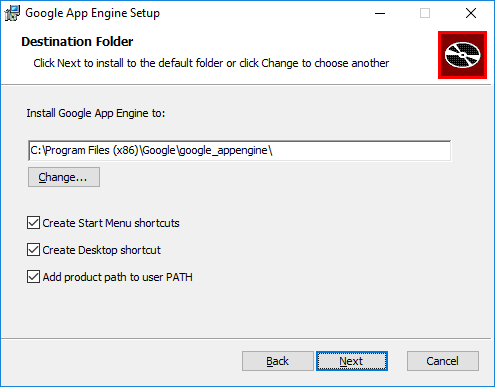 Google App Engine Setup
Destination Folder
Click Next to install to the default folder or click Change to choose another
Install Google App Engine to:
C:\Program Files (x86)\Google\google_appengine\
Change...
Create Start Menu shortcuts
Create Desktop shortcut
Add product path to user PATH
Back Next Cancel